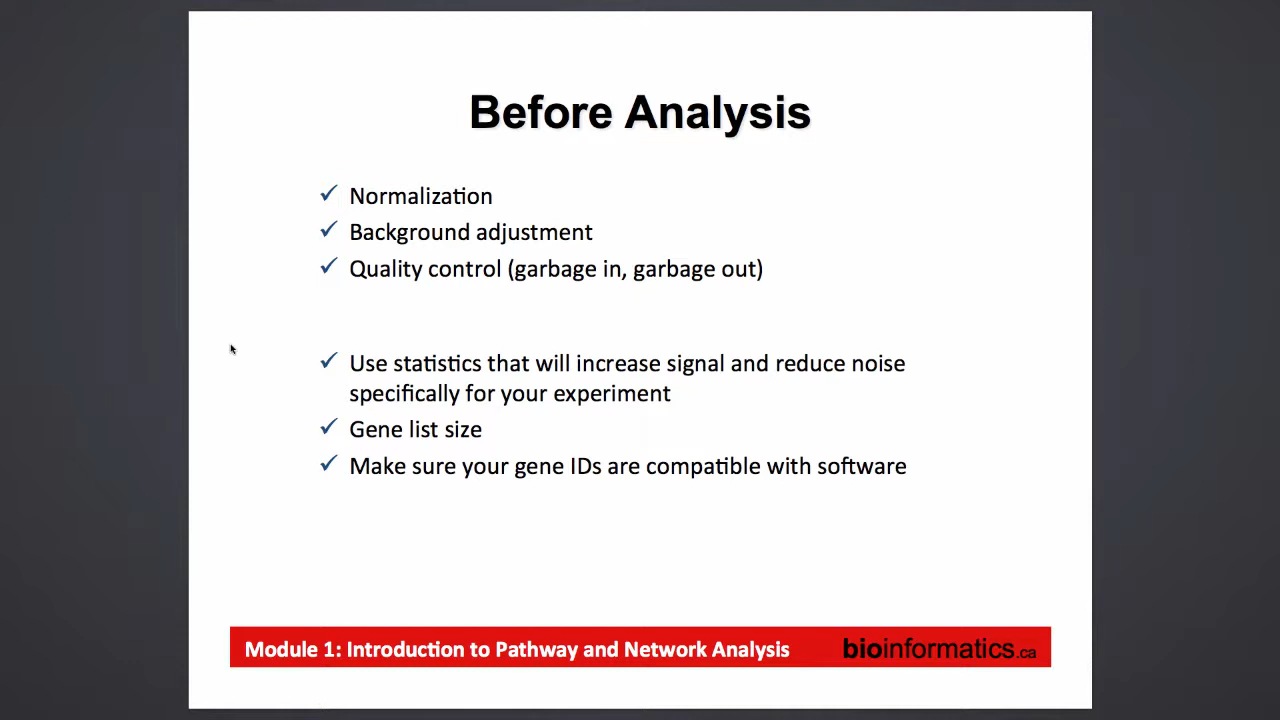 Before Analysis
✓ Normalization
✓ Background adjustment
✓ Quality control (garbage in, garbage out)
✓ Use statistics that will increase signal and reduce noise
specifically for your experiment
✓ Gene list size
✓ Make sure your gene IDs are compatible with software
Module 1: Introduction to Pathway and Network Analysis
bioinformatics.ca